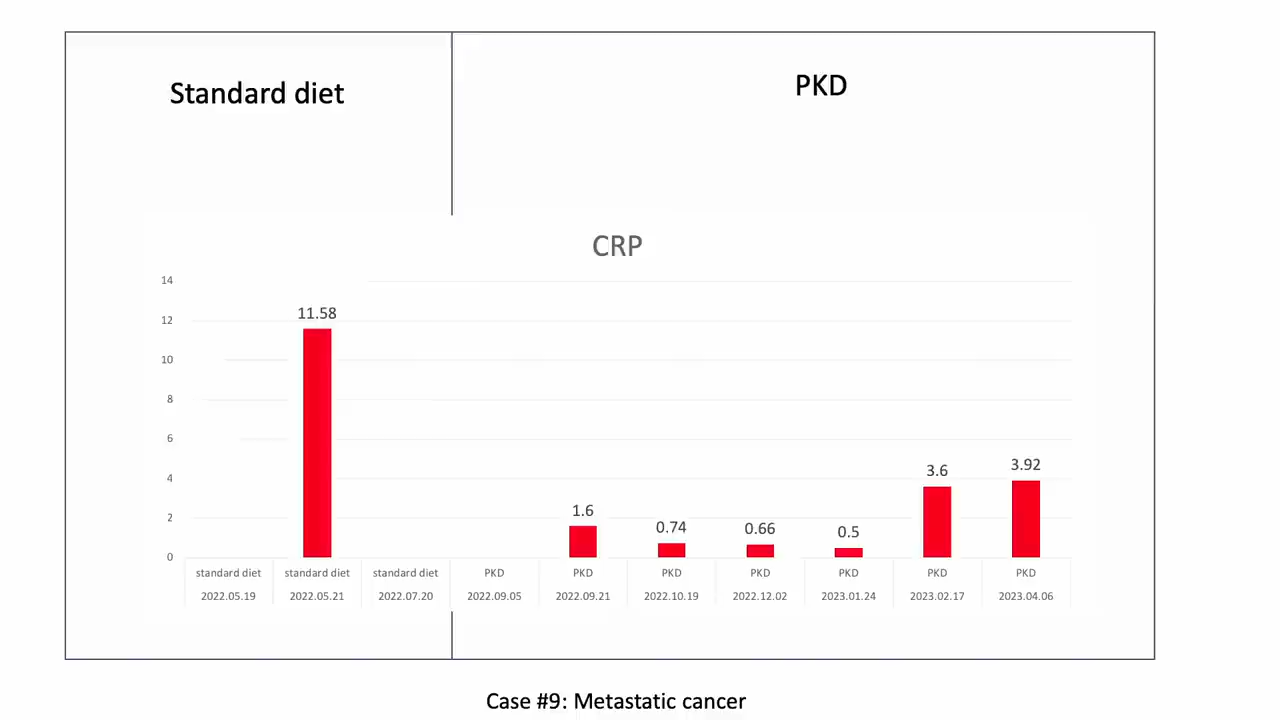 Standard diet
PKD
CRP
14
12
10
8
6
4
2
0
11.58
1.6
0.74
0.66
0.5
3.6
3.92
standard diet standard diet standard diet PKD PKD PKD PKD PKD PKD PKD
2022.05.19 2022.05.21 2022.07.20 2022.09.05 2022.09.21 2022.10.19 2022.12.02 2023.01.24 2023.02.17 2023.04.06
Case #9: Metastatic cancer